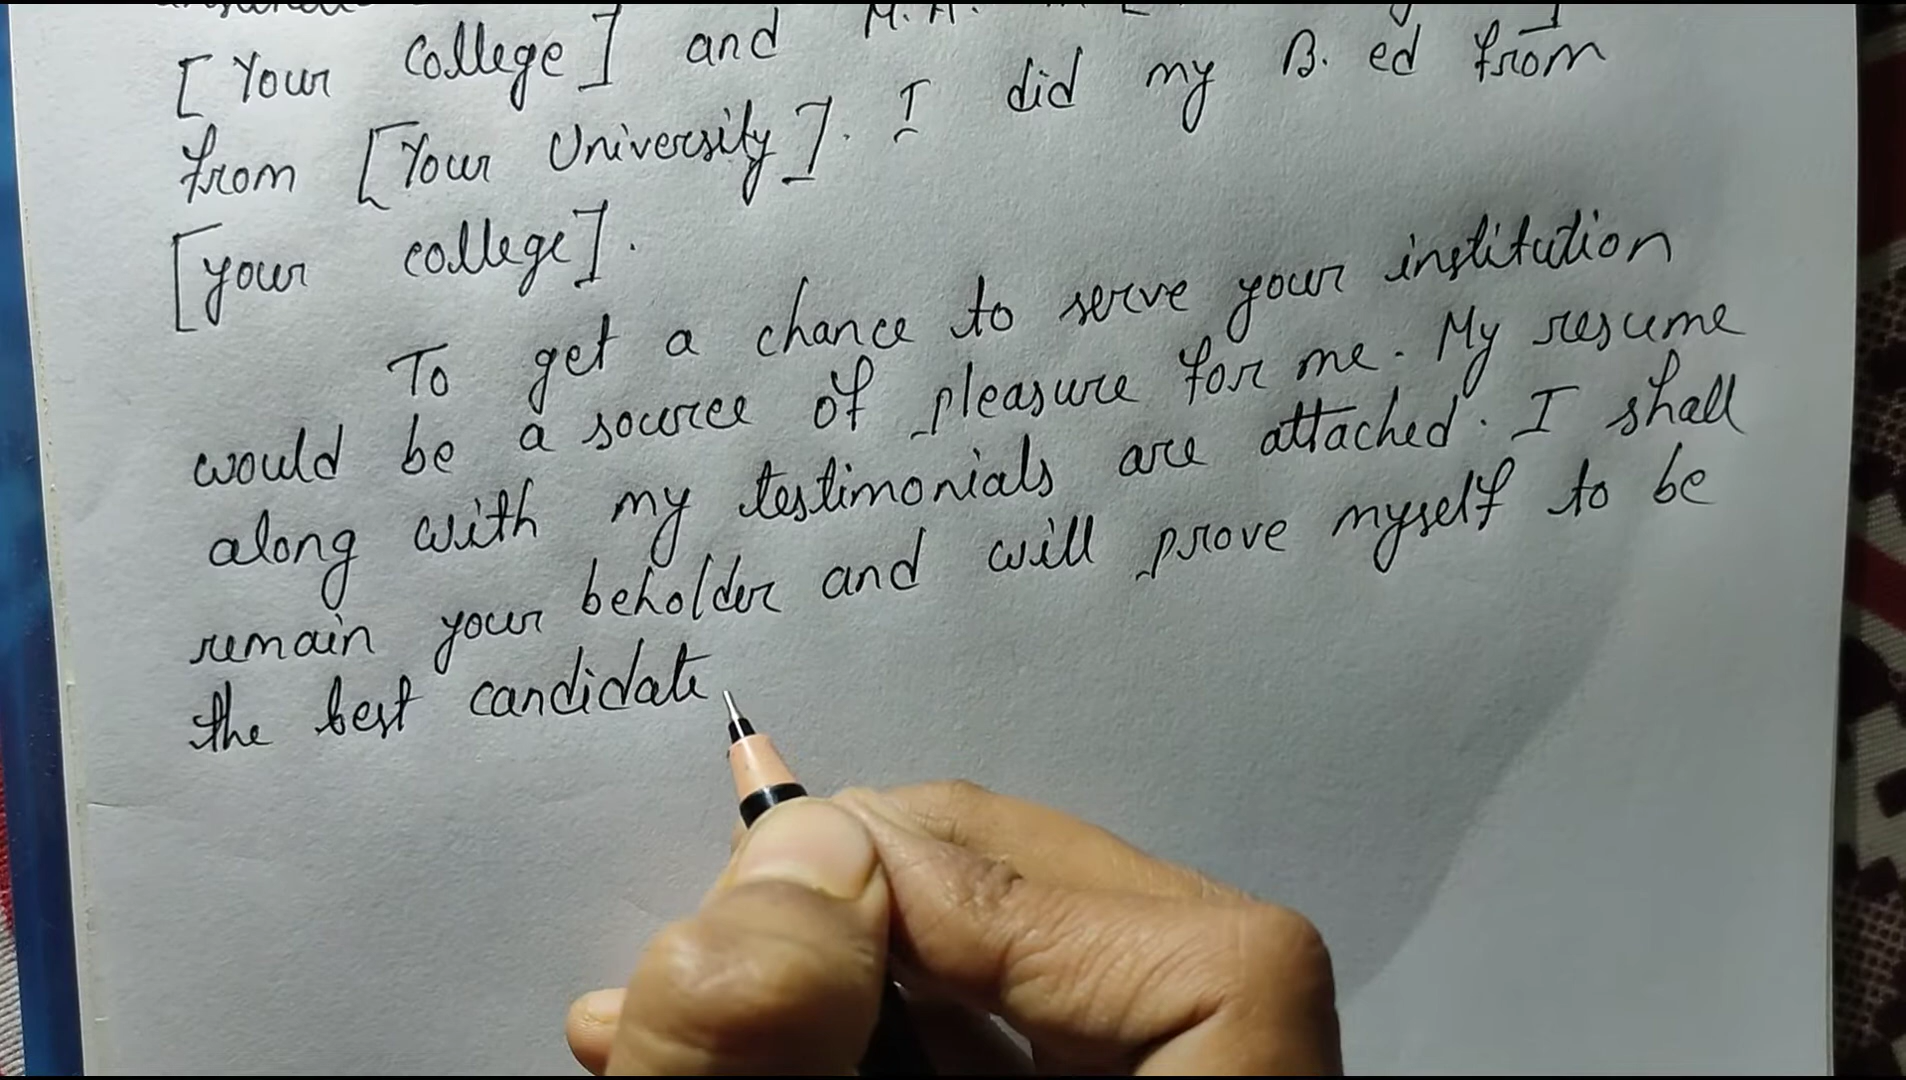 [Your College] and M.A.
from [Your University]. I did my B. ed from
[your college].
To get a chance to serve your institution
would be a source of pleasure for me. My resume
along with my testimonials are attached. I shall
remain your beholder and will prove myself to be
the best candidate